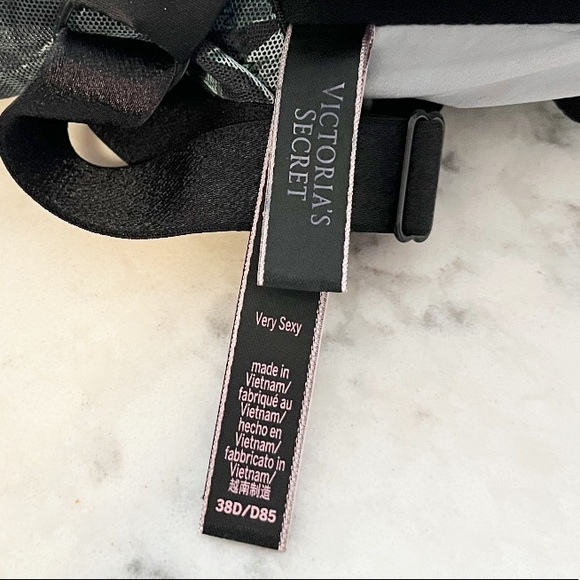 VICTORIA'S
SECRET
Very Sexy
made in
Vietnam/
fabriqué au
Vietnam/
hecho en
Vietnam/
fabbricato in
Vietnam/
越南制造
38D/D85